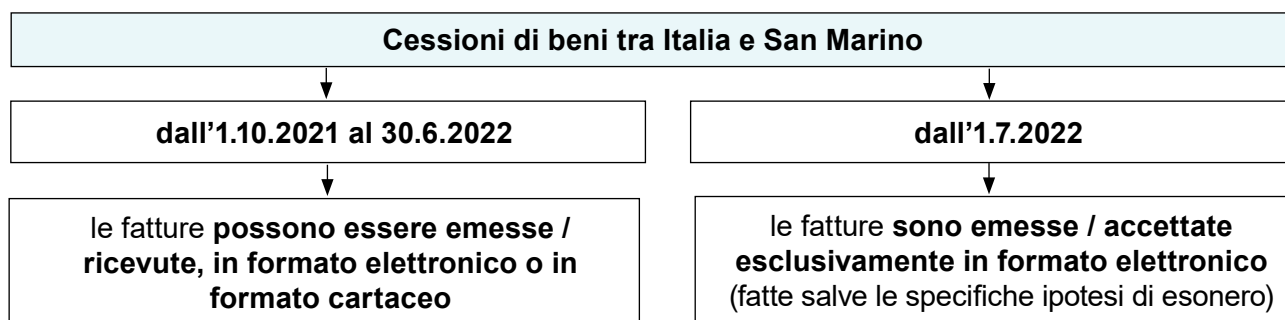 Cessioni di beni tra Italia e San Marino
dall'1.10.2021 al 30.6.2022
le fatture possono essere emesse /
ricevute, in formato elettronico o in
formato cartaceo
dall'1.7.2022
le fatture sono emesse / accettate
esclusivamente in formato elettronico
(fatte salve le specifiche ipotesi di esonero)